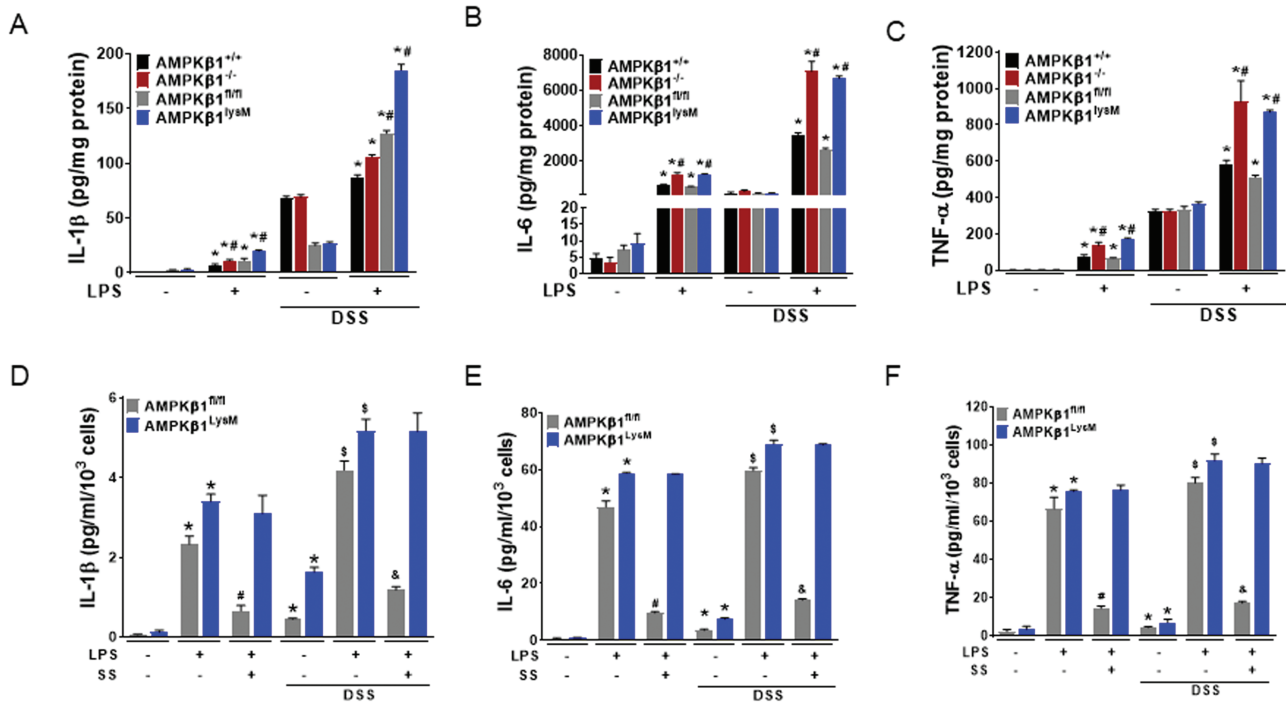 A
IL-1β (pg/mg protein)
200
150
100
50
0
AMPKβ1+/+
AMPKβ1-/-
AMPKβ1fl/fl
AMPKβ1lysM
* *# * *# * * *# *#
LPS - + - +
DSS
B
IL-6 (pg/mg protein)
8000
6000
4000
2000
20
15
10
5
0
AMPKβ1+/+
AMPKβ1-/-
AMPKβ1fl/fl
AMPKβ1lysM
* *# * *# * *# * *#
LPS - + - +
DSS
C
TNF-α (pg/mg protein)
1200
1000
800
600
400
200
0
AMPKβ1+/+
AMPKβ1-/-
AMPKβ1fl/fl
AMPKβ1lysM
* *# * *# * *# * *#
LPS - + - +
DSS
D
IL-1β (pg/ml/10³ cells)
6
4
2
0
AMPKβ1fl/fl
AMPKβ1LysM
* * # * * $ $ &
LPS - + + - + +
SS - - + - - +
DSS
E
IL-6 (pg/ml/10³ cells)
80
60
40
20
0
AMPKβ1fl/fl
AMPKβ1LysM
* * # * * $ $ &
LPS - + + - + +
SS - - + - - +
DSS
F
TNF-α (pg/ml/10³ cells)
120
100
80
60
40
20
0
AMPKβ1fl/fl
AMPKβ1LysM
* * # * * $ $ &
LPS - + + - + +
SS - - + - - +
DSS